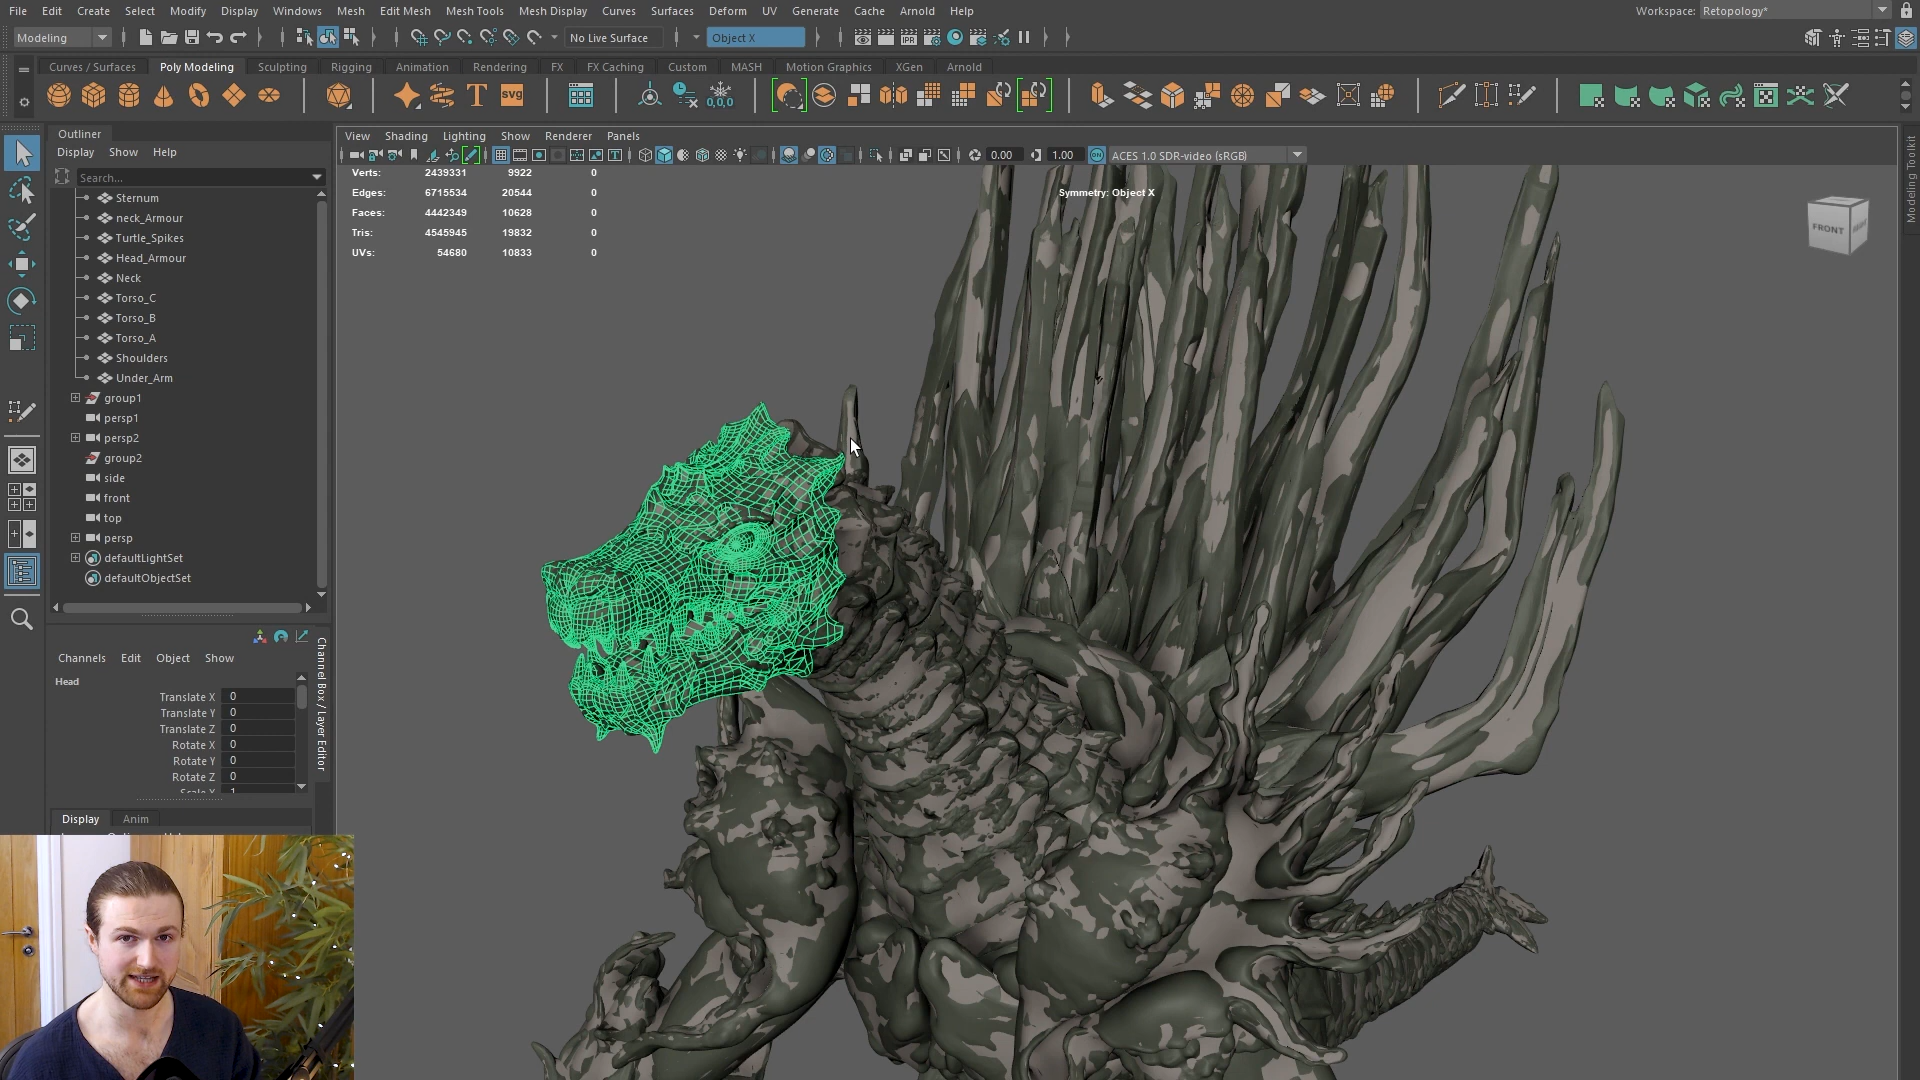 File Edit Create Select Modify Display Windows Mesh Edit Mesh Mesh Tools Mesh Display Curves Surfaces Deform UV Generate Cache Arnold Help Workspace: Retopology*
Modeling No Live Surface Object X
Curves / Surfaces Poly Modeling Sculpting Rigging Animation Rendering FX FX Caching Custom MASH Motion Graphics XGen Arnold
T svg 0,0,0 IPR
Outliner
Display Show Help
Search...
Sternum
neck_Armour
Turtle_Spikes
Head_Armour
Neck
Torso_C
Torso_B
Torso_A
Shoulders
Under_Arm
group1
persp1
persp2
group2
side
front
top
persp
defaultLightSet
defaultObjectSet
View Shading Lighting Show Renderer Panels
0.00 1.00 ACES 1.0 SDR-video (sRGB)
Verts: 2439331 9922 0
Edges: 6715534 20544 0
Faces: 4442349 10628 0
Tris: 4545945 19832 0
UVs: 54680 10833 0
Symmetry: Object X
FRONT
Modeling Toolkit
Channels Edit Object Show
Head
Translate X 0
Translate Y 0
Translate Z 0
Rotate X 0
Rotate Y 0
Rotate Z 0
Scale X 1
Channel Box / Layer Editor
Display Anim